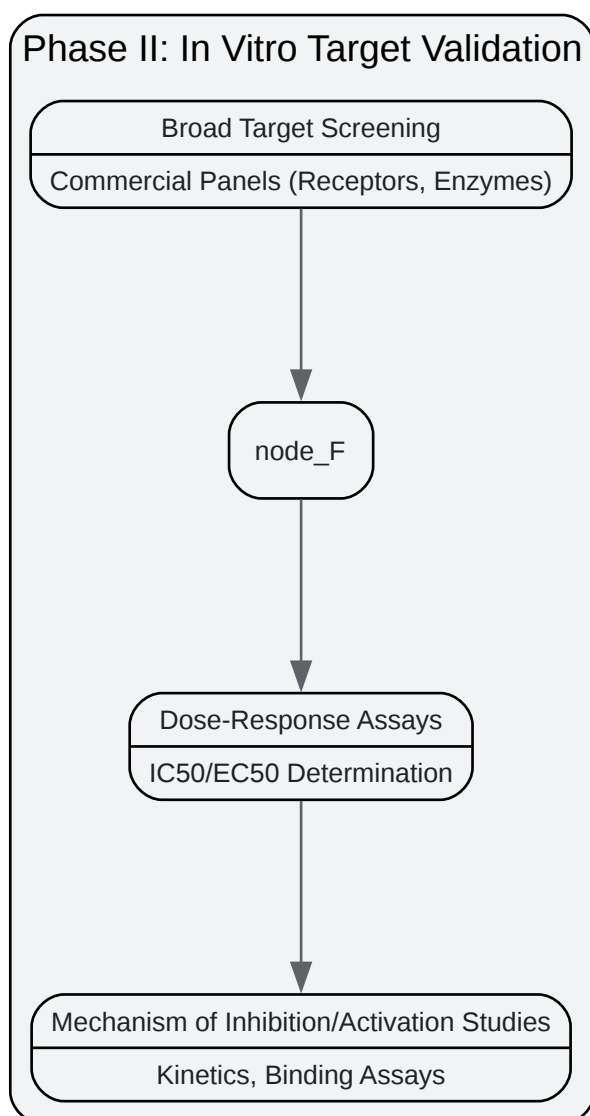 Phase II: In Vitro Target Validation
Broad Target Screening
Commercial Panels (Receptors, Enzymes)
node_F
Dose-Response Assays
IC50/EC50 Determination
Mechanism of Inhibition/Activation Studies
Kinetics, Binding Assays